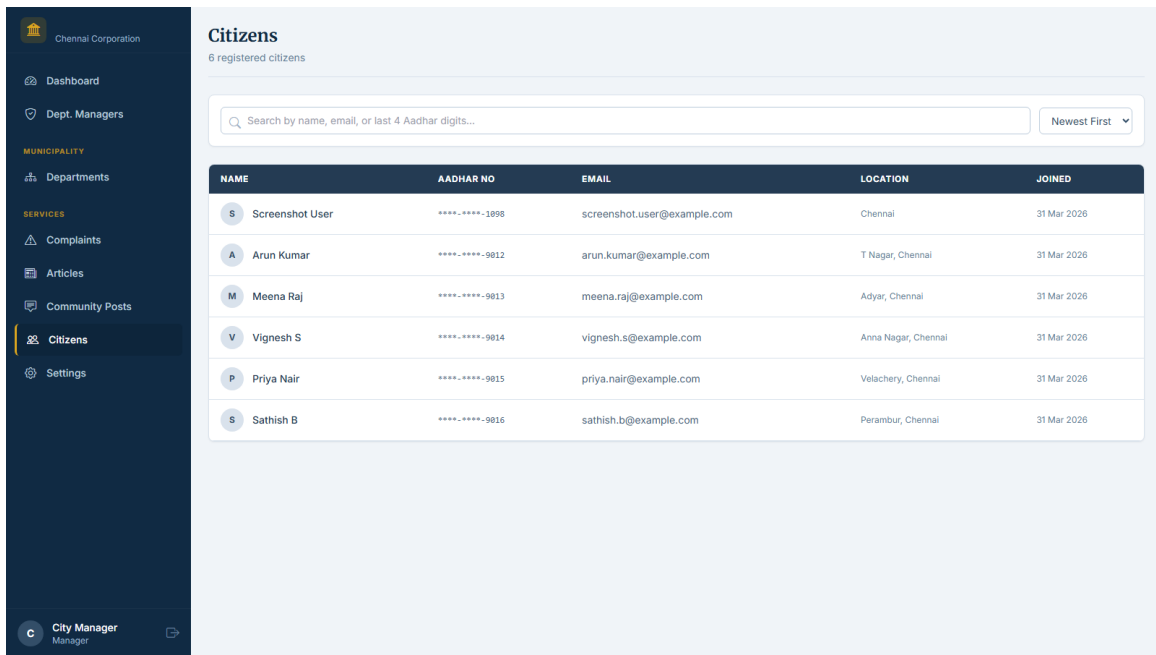 Chennai Corporation
Dashboard
Dept. Managers
MUNICIPALITY
Departments
SERVICES
Complaints
Articles
Community Posts
Citizens
Settings
C City Manager
Manager
Citizens
6 registered citizens
Search by name, email, or last 4 Aadhar digits...
Newest First
NAME AADHAR NO EMAIL LOCATION JOINED
S Screenshot User ****-****-1098 screenshot.user@example.com Chennai 31 Mar 2026
A Arun Kumar ****-****-9012 arun.kumar@example.com T Nagar, Chennai 31 Mar 2026
M Meena Raj ****-****-9013 meena.raj@example.com Adyar, Chennai 31 Mar 2026
V Vignesh S ****-****-9014 vignesh.s@example.com Anna Nagar, Chennai 31 Mar 2026
P Priya Nair ****-****-9015 priya.nair@example.com Velachery, Chennai 31 Mar 2026
S Sathish B ****-****-9016 sathish.b@example.com Perambur, Chennai 31 Mar 2026